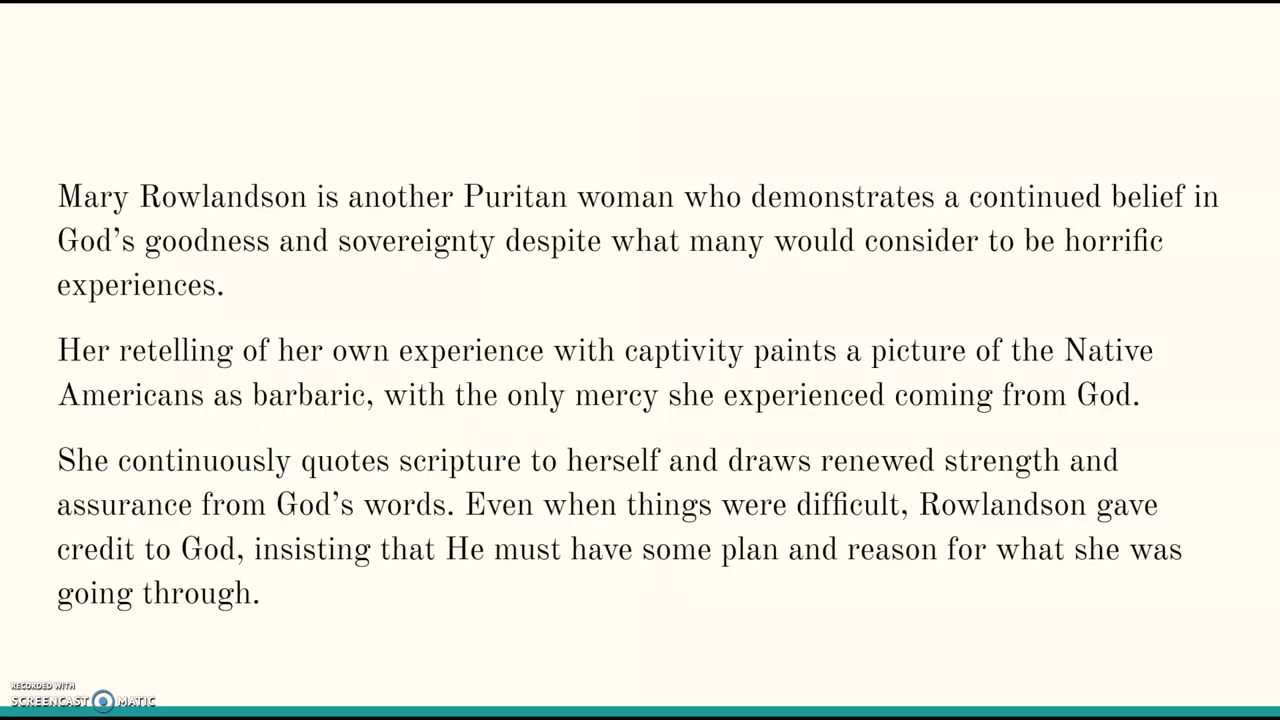 Mary Rowlandson is another Puritan woman who demonstrates a continued belief in
God’s goodness and sovereignty despite what many would consider to be horrific
experiences.
Her retelling of her own experience with captivity paints a picture of the Native
Americans as barbaric, with the only mercy she experienced coming from God.
She continuously quotes scripture to herself and draws renewed strength and
assurance from God’s words. Even when things were difficult, Rowlandson gave
credit to God, insisting that He must have some plan and reason for what she was
going through.
RECORDED WITH
SCREENCAST MATIC